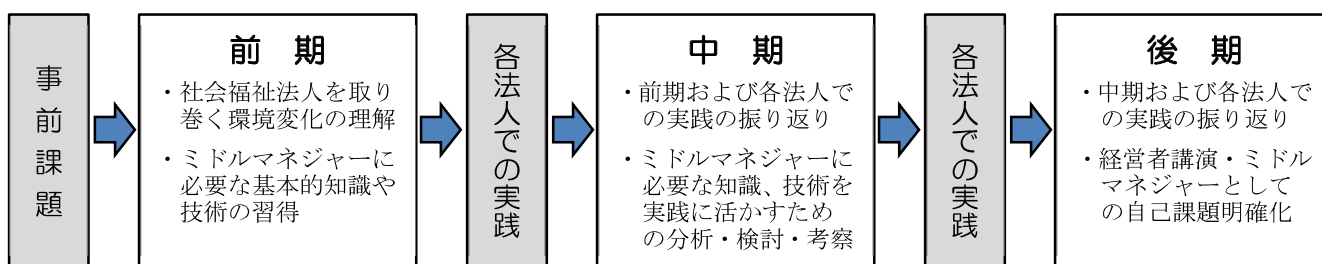 事前課題
前　期
・社会福祉法人を取り
巻く環境変化の理解
・ミドルマネジャーに
必要な基本的知識や
技術の習得
各法人での実践
中　期
・前期および各法人で
の実践の振り返り
・ミドルマネジャーに
必要な知識、技術を
実践に活かすため
の分析・検討・考察
各法人での実践
後　期
・中期および各法人で
の実践の振り返り
・経営者講演・ミドル
マネジャーとして
の自己課題明確化